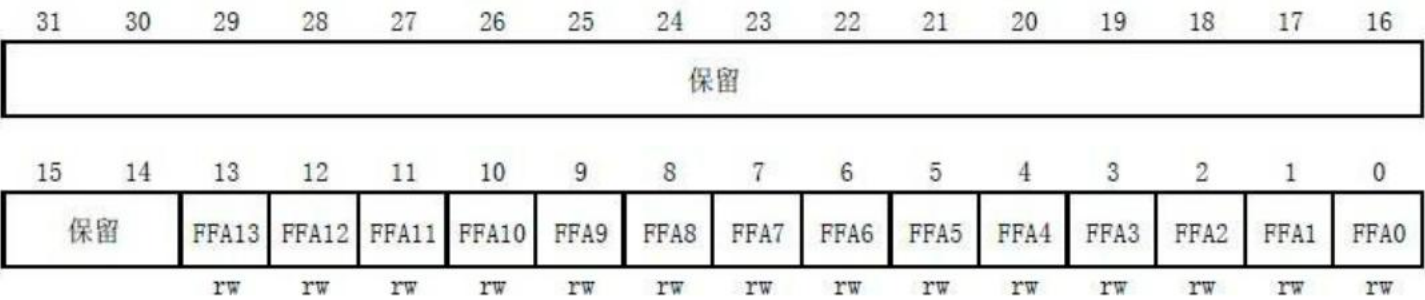 31 30 29 28 27 26 25 24 23 22 21 20 19 18 17 16
保留
15 14 13 12 11 10 9 8 7 6 5 4 3 2 1 0
保留 FFA13 FFA12 FFA11 FFA10 FFA9 FFA8 FFA7 FFA6 FFA5 FFA4 FFA3 FFA2 FFA1 FFA0
rw rw rw rw rw rw rw rw rw rw rw rw rw rw